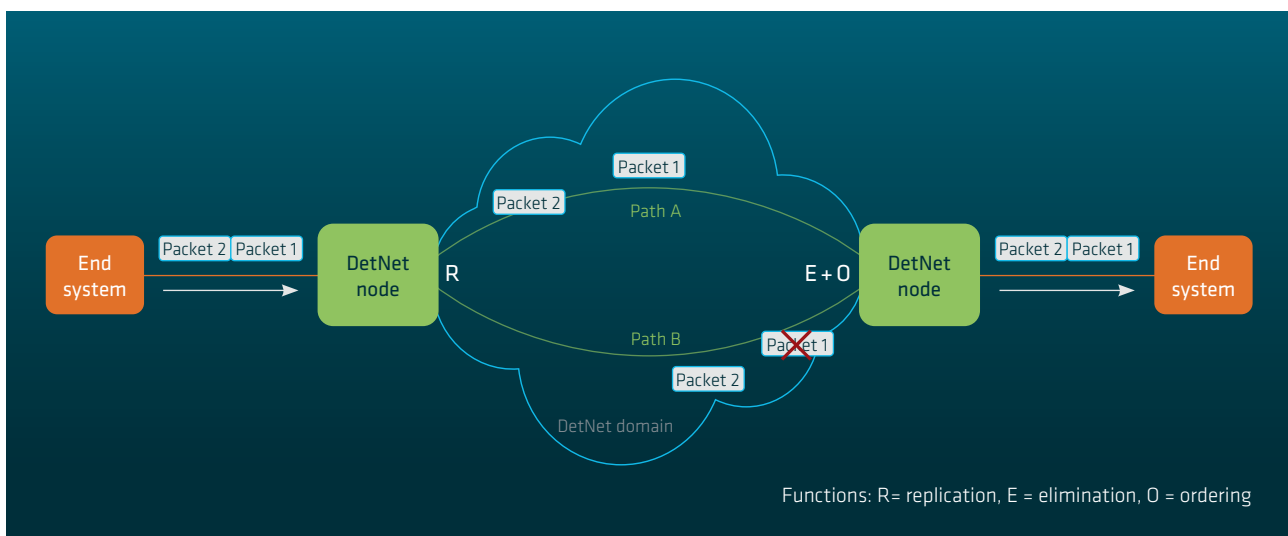 Packet 1
Packet 2
Path A
End
system
Packet 2
Packet 1
DetNet
node
R
E + O
DetNet
node
Packet 2
Packet 1
End
system
Path B
Packet 1
Packet 2
DetNet domain
Functions: R= replication, E = elimination, O = ordering